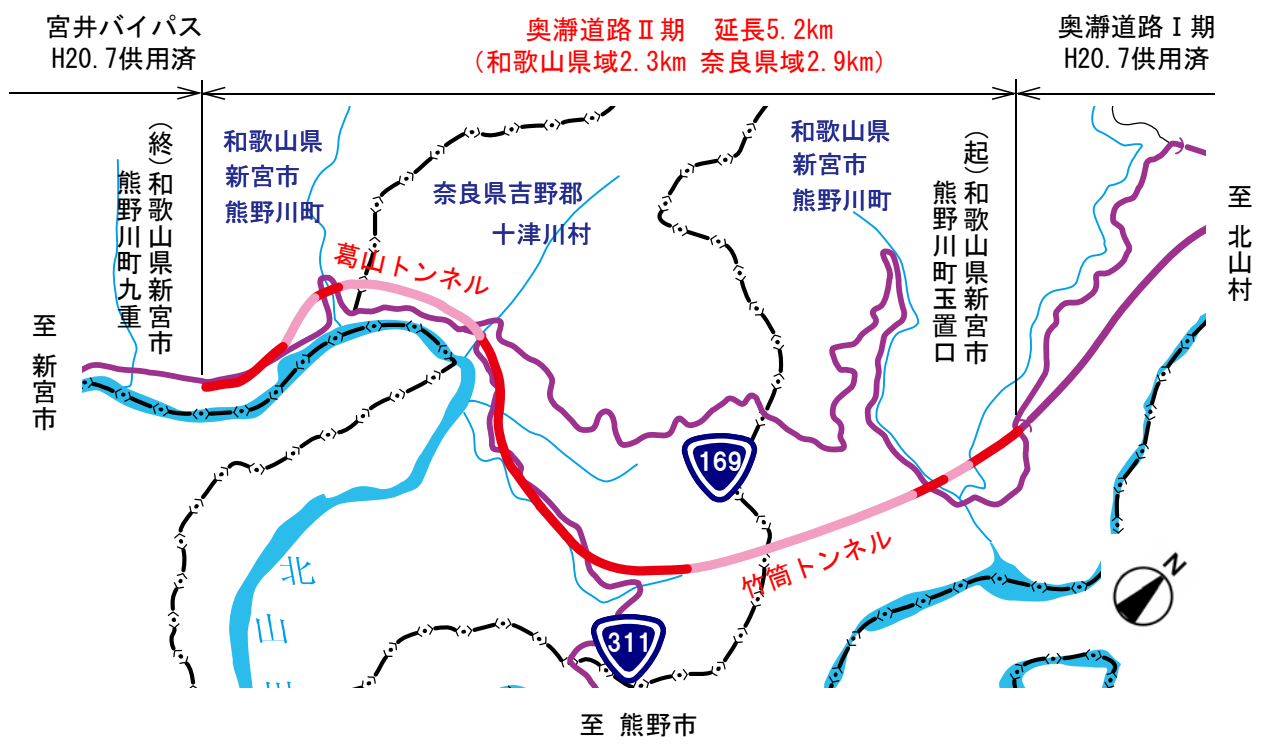 宮井バイパス
H20.7供用済
奥瀞道路Ⅱ期 延長5.2km
(和歌山県域2.3km 奈良県域2.9km)
奥瀞道路Ⅰ期
H20.7供用済
(終)和歌山県新宮市
熊野川町九重
和歌山県
新宮市
熊野川町
奈良県吉野郡
十津川村
和歌山県
新宮市
熊野川町
(起)和歌山県新宮市
熊野川町玉置口
至 北山村
至 新宮市
葛山トンネル
169
竹筒トンネル
311
北山
N
至 熊野市